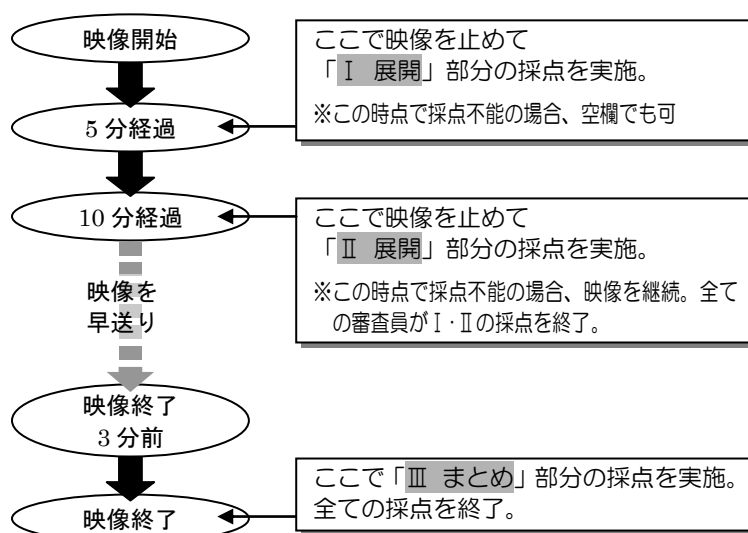 映像開始
ここで映像を止めて
「Ⅰ 展開」部分の採点を実施。
※この時点で採点不能の場合、空欄でも可
5 分経過
10 分経過
ここで映像を止めて
「Ⅱ 展開」部分の採点を実施。
※この時点で採点不能の場合、映像を継続。全て
の審査員がⅠ・Ⅱの採点を終了。
映像を
早送り
映像終了
3 分前
ここで「Ⅲ まとめ」部分の採点を実施。
全ての採点を終了。
映像終了